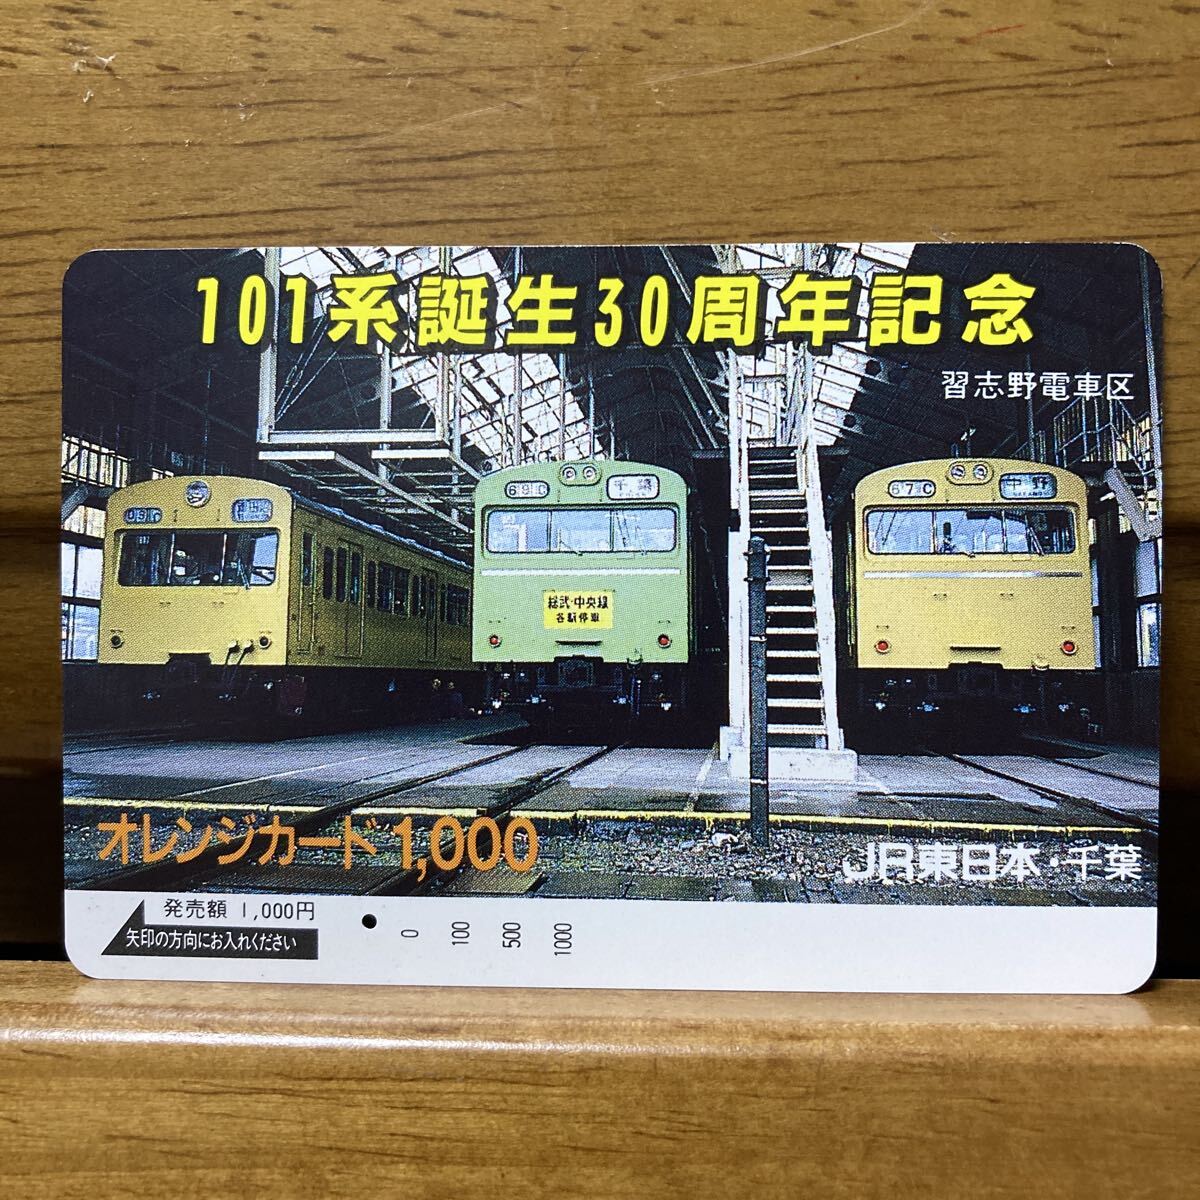 101系誕生30周年記念
習志野電車区
69C
千葉
67C
中野
NAKANO
総武・中央線
各駅停車
オレンジカード 1,000
JR東日本・千葉
発売額 1,000円
矢印の方向にお入れください
0
100
500
1000